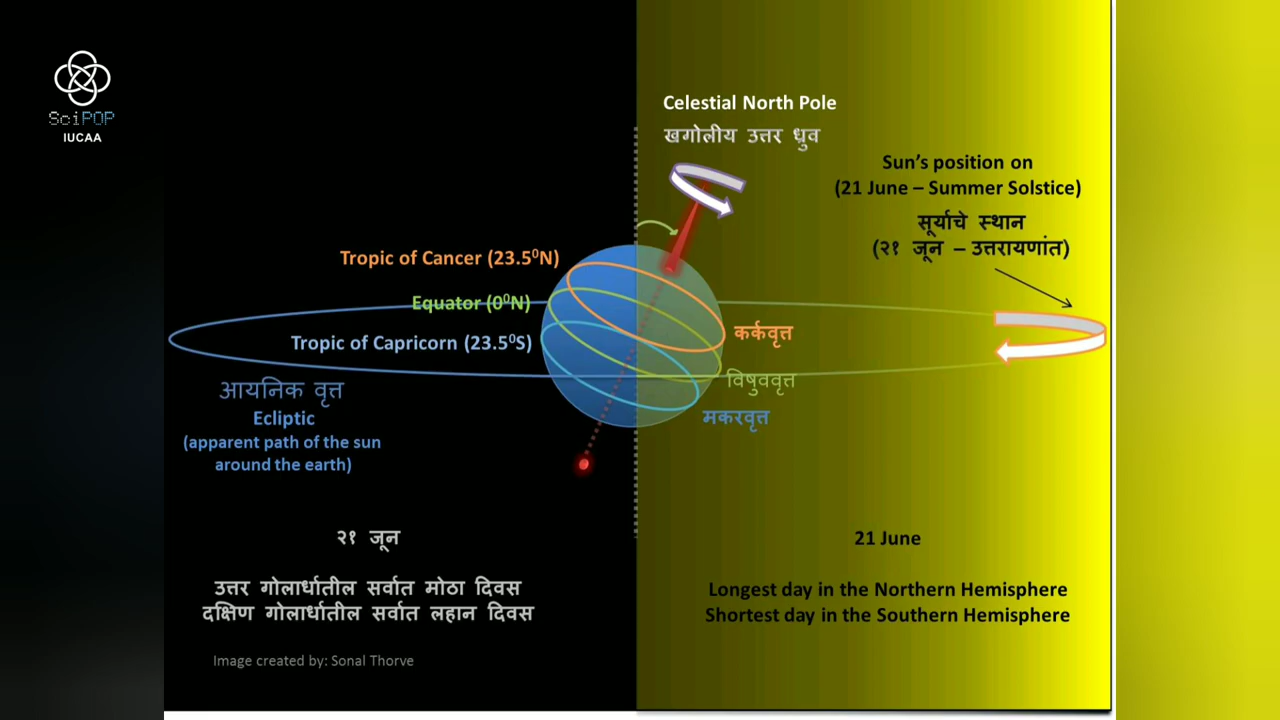 SciPOP
IUCAA
Celestial North Pole
खगोलीय उत्तर ध्रुव
Sun's position on
(21 June – Summer Solstice)
सूर्याचे स्थान
(२१ जून – उत्तरायणांत)
Tropic of Cancer (23.5⁰N)
Equator (0⁰N)
Tropic of Capricorn (23.5⁰S)
कर्कवृत्त
विषुववृत्त
मकरवृत्त
आयनिक वृत्त
Ecliptic
(apparent path of the sun
around the earth)
२१ जून
उत्तर गोलार्धातील सर्वात मोठा दिवस
दक्षिण गोलार्धातील सर्वात लहान दिवस
21 June
Longest day in the Northern Hemisphere
Shortest day in the Southern Hemisphere
Image created by: Sonal Thorve